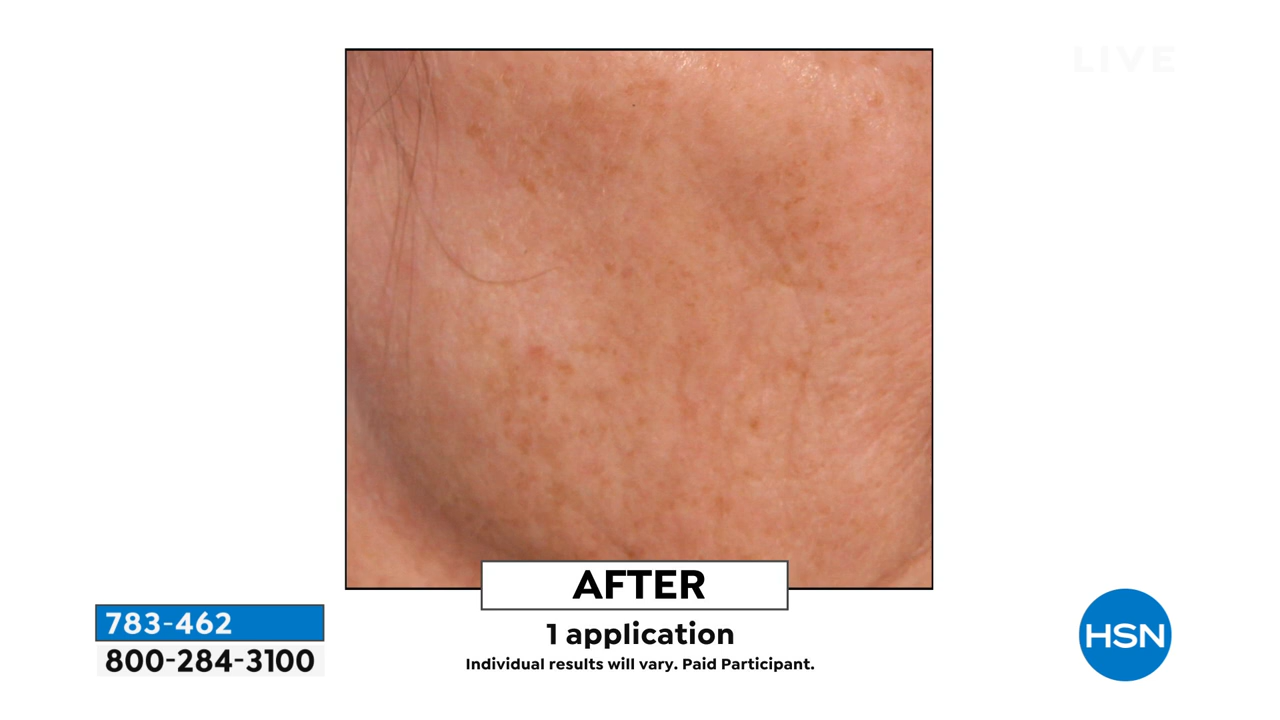 LIVE
AFTER
1 application
Individual results will vary. Paid Participant.
783-462
800-284-3100
HSN